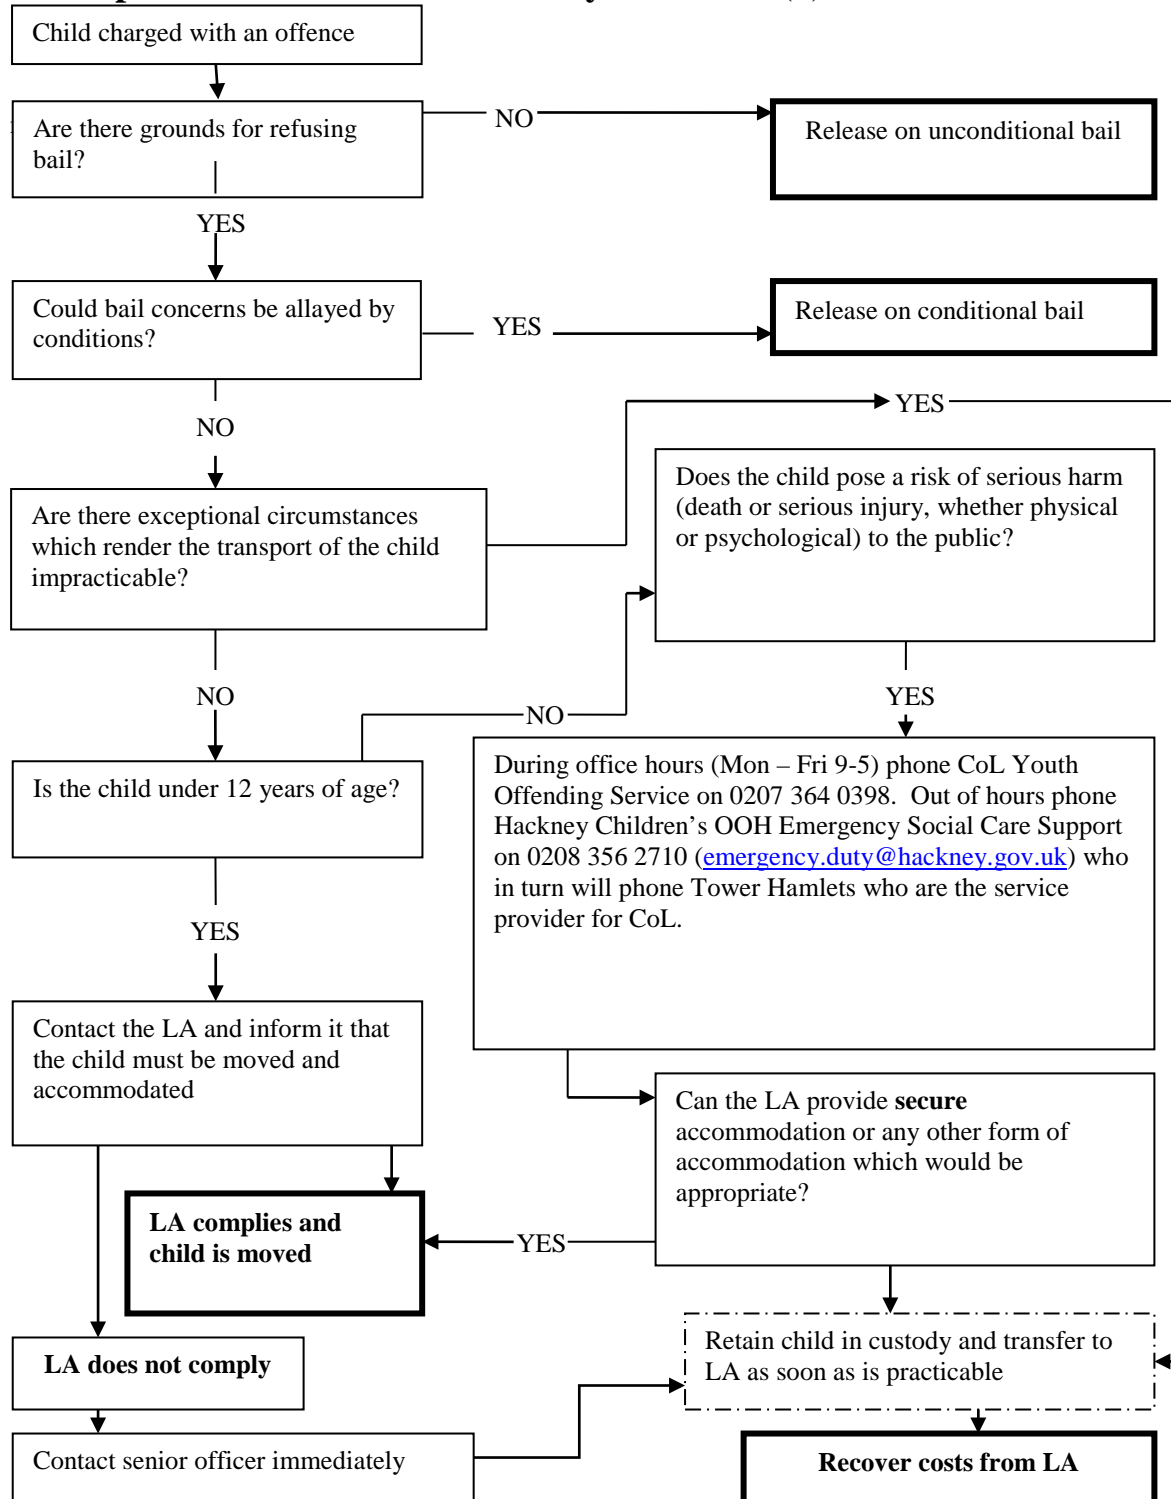 Child charged with an offence
Are there grounds for refusing
bail?
NO
Release on unconditional bail
YES
Could bail concerns be allayed by
conditions?
YES
Release on conditional bail
NO
YES
Are there exceptional circumstances
which render the transport of the child
impracticable?
Does the child pose a risk of serious harm
(death or serious injury, whether physical
or psychological) to the public?
NO
NO
YES
Is the child under 12 years of age?
During office hours (Mon – Fri 9-5) phone CoL Youth
Offending Service on 0207 364 0398.  Out of hours phone
Hackney Children's OOH Emergency Social Care Support
on 0208 356 2710 (emergency.duty@hackney.gov.uk) who
in turn will phone Tower Hamlets who are the service
provider for CoL.
YES
Contact the LA and inform it that
the child must be moved and
accommodated
Can the LA provide secure
accommodation or any other form of
accommodation which would be
appropriate?
LA complies and
child is moved
YES
LA does not comply
Retain child in custody and transfer to
LA as soon as is practicable
Contact senior officer immediately
Recover costs from LA